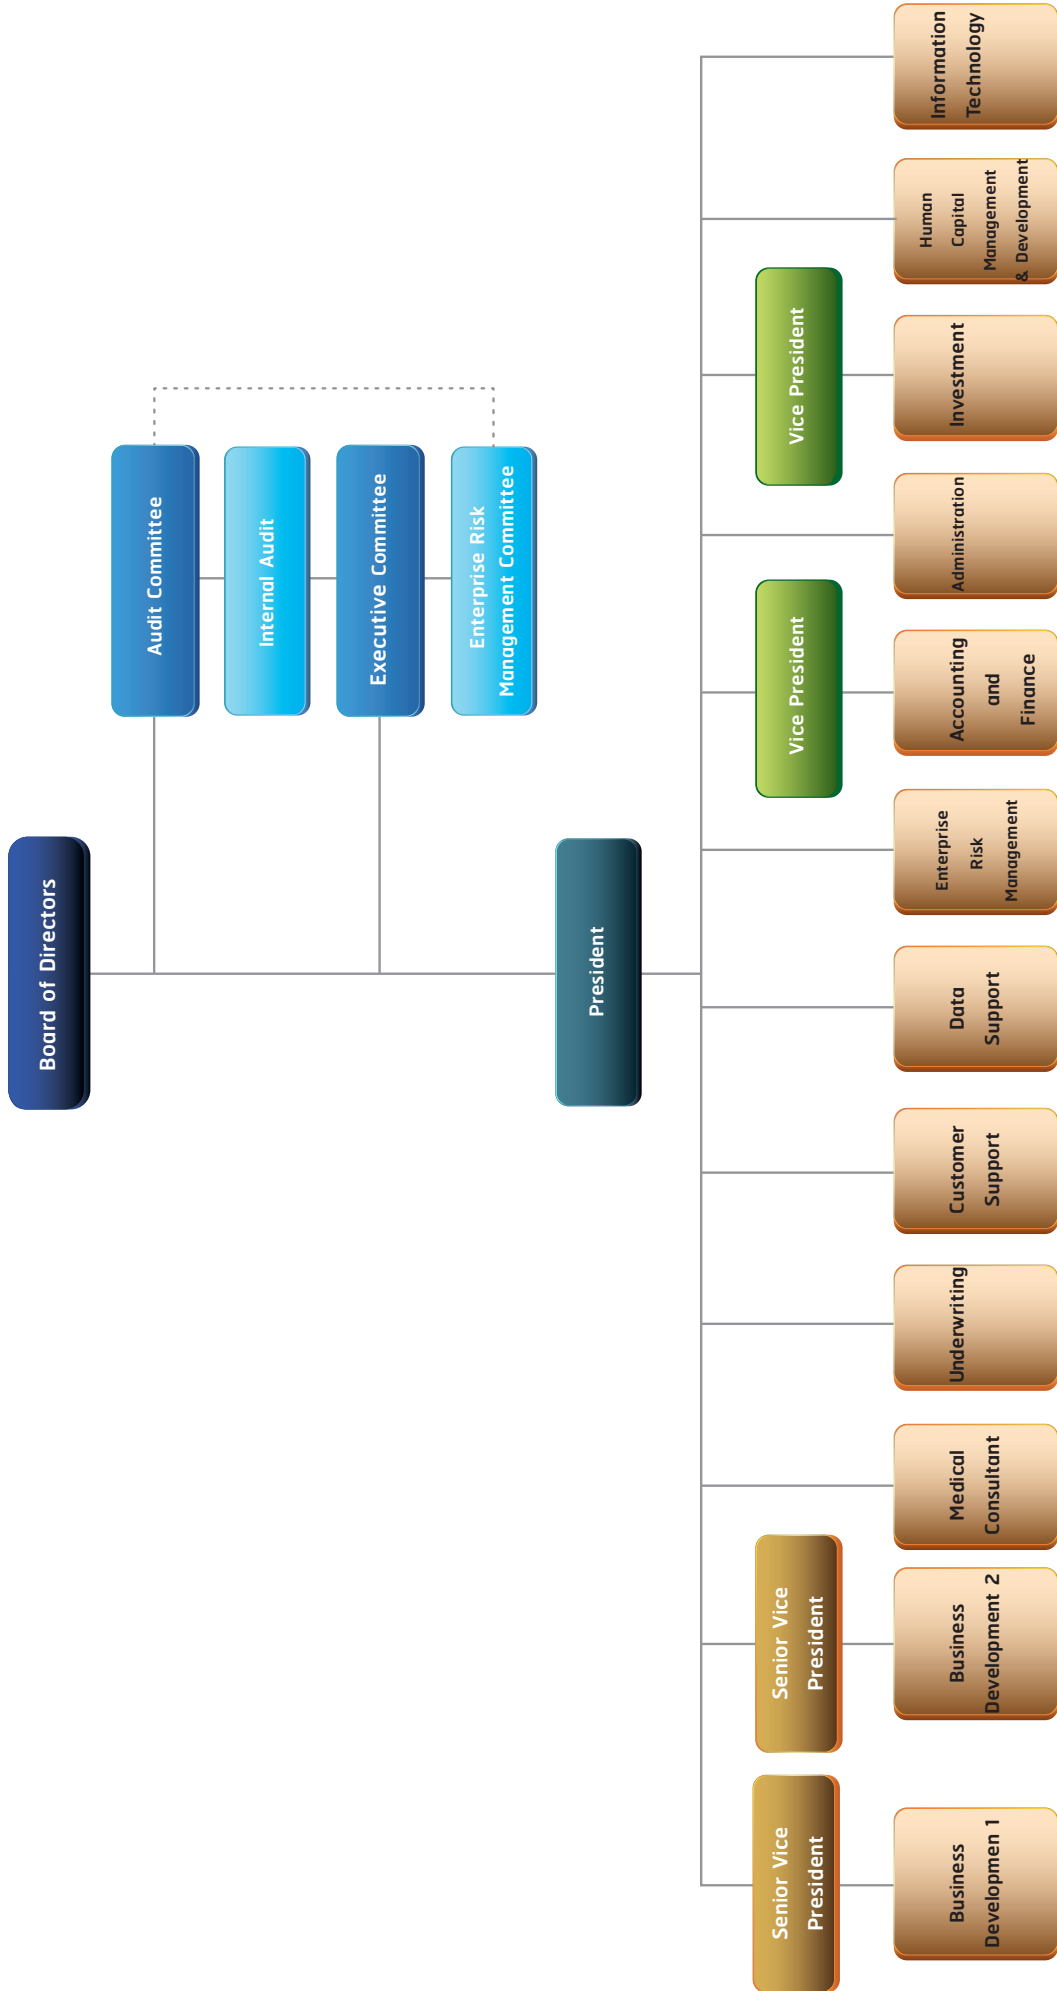 Board of Directors
Audit Committee
Internal Audit
Executive Committee
Enterprise Risk
Management Committee
President
Senior Vice
President
Senior Vice
President
Vice President
Vice President
Business
Developmen 1
Business
Development 2
Medical
Consultant
Underwriting
Customer
Support
Data
Support
Enterprise
Risk
Management
Accounting
and
Finance
Administration
Investment
Human
Capital
Management
& Development
Information
Technology